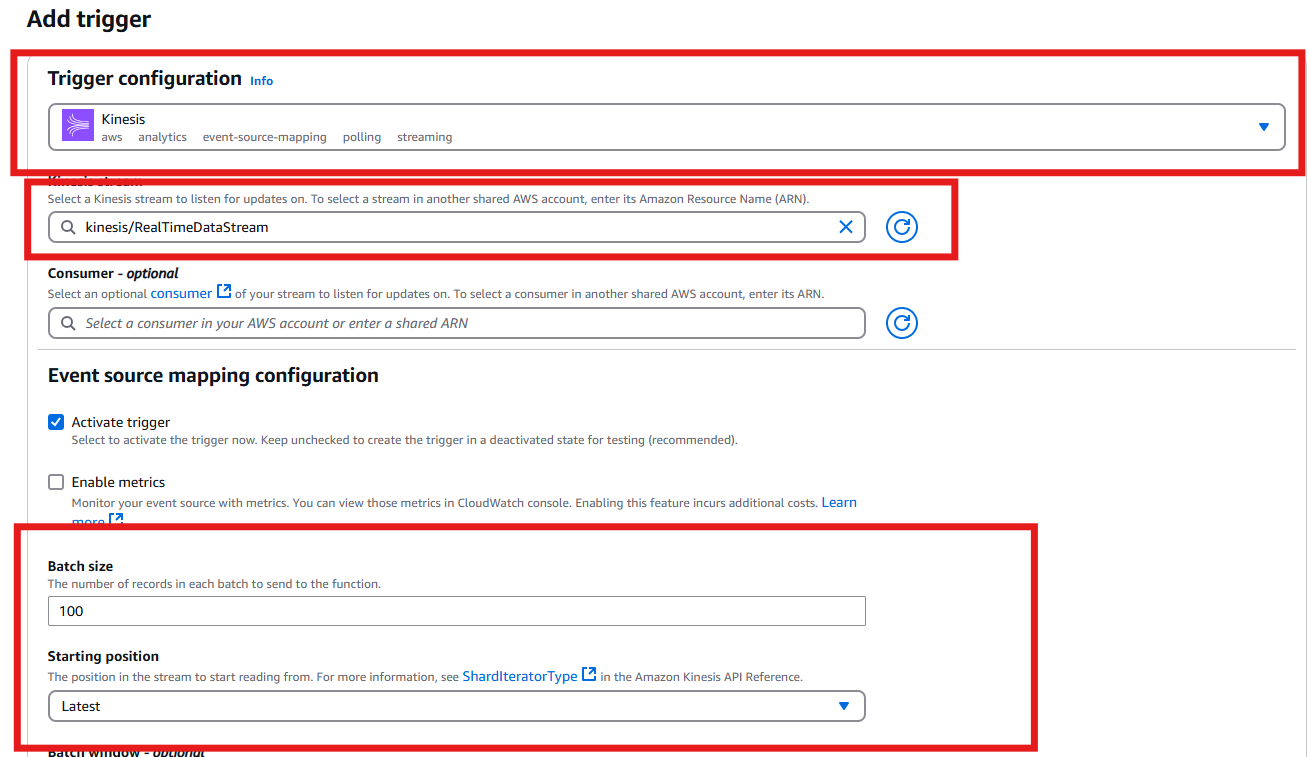 Add trigger
Trigger configuration Info
Kinesis
aws analytics event-source-mapping polling streaming
Kinesis stream
Select a Kinesis stream to listen for updates on. To select a stream in another shared AWS account, enter its Amazon Resource Name (ARN).
kinesis/RealTimeDataStream
Consumer - optional
Select an optional consumer of your stream to listen for updates on. To select a consumer in another shared AWS account, enter its ARN.
Select a consumer in your AWS account or enter a shared ARN
Event source mapping configuration
Activate trigger
Select to activate the trigger now. Keep unchecked to create the trigger in a deactivated state for testing (recommended).
Enable metrics
Monitor your event source with metrics. You can view those metrics in CloudWatch console. Enabling this feature incurs additional costs. Learn
more
Batch size
The number of records in each batch to send to the function.
100
Starting position
The position in the stream to start reading from. For more information, see ShardIteratorType in the Amazon Kinesis API Reference.
Latest
Batch window - optional